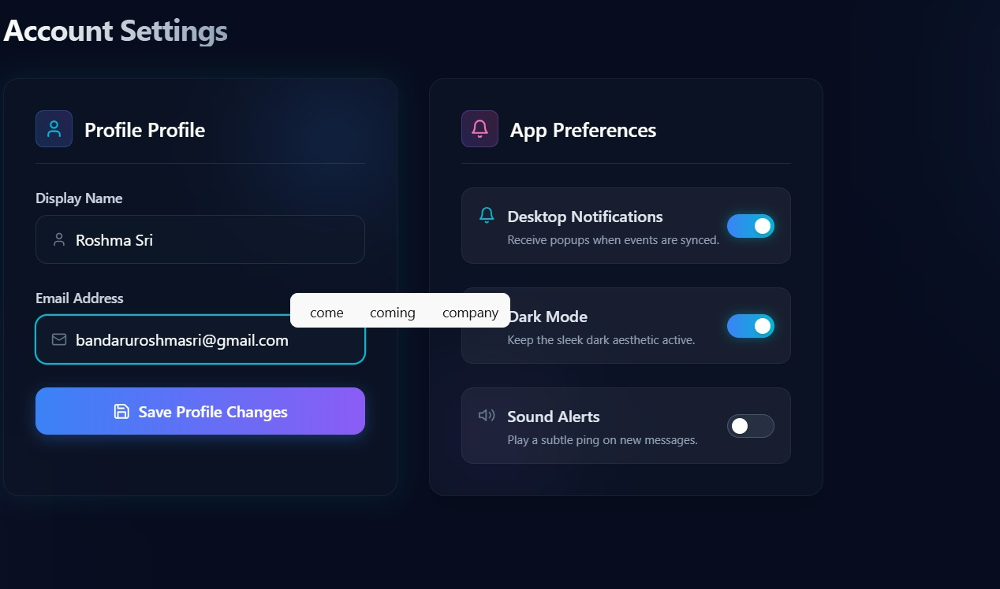 Account Settings
Profile Profile
Display Name
Roshma Sri
Email Address
bandaruroshmasri@gmail.com
come coming company
Save Profile Changes
App Preferences
Desktop Notifications
Receive popups when events are synced.
Dark Mode
Keep the sleek dark aesthetic active.
Sound Alerts
Play a subtle ping on new messages.